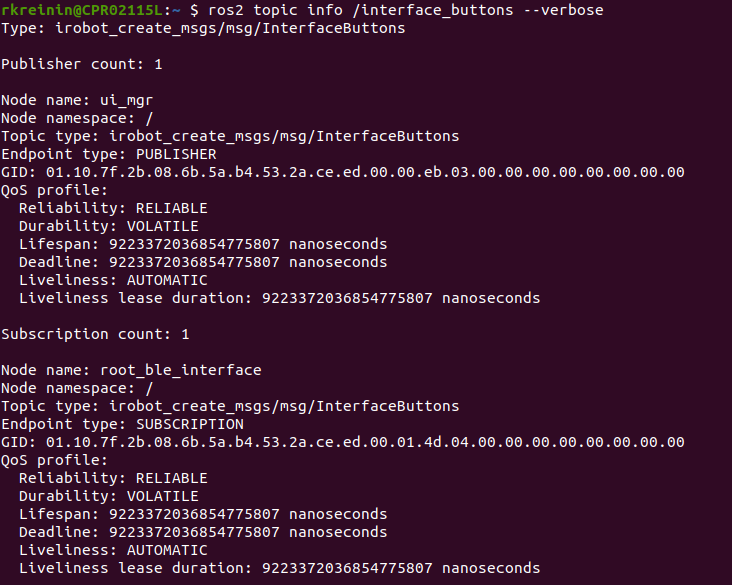 rkreinin@CPR02115L:~ $ ros2 topic info /interface_buttons --verbose
Type: irobot_create_msgs/msg/InterfaceButtons

Publisher count: 1

Node name: ui_mgr
Node namespace: /
Topic type: irobot_create_msgs/msg/InterfaceButtons
Endpoint type: PUBLISHER
GID: 01.10.7f.2b.08.6b.5a.b4.53.2a.ce.ed.00.00.eb.03.00.00.00.00.00.00.00.00
QoS profile:
  Reliability: RELIABLE
  Durability: VOLATILE
  Lifespan: 9223372036854775807 nanoseconds
  Deadline: 9223372036854775807 nanoseconds
  Liveliness: AUTOMATIC
  Liveliness lease duration: 9223372036854775807 nanoseconds

Subscription count: 1

Node name: root_ble_interface
Node namespace: /
Topic type: irobot_create_msgs/msg/InterfaceButtons
Endpoint type: SUBSCRIPTION
GID: 01.10.7f.2b.08.6b.5a.b4.53.2a.ce.ed.00.01.4d.04.00.00.00.00.00.00.00.00
QoS profile:
  Reliability: RELIABLE
  Durability: VOLATILE
  Lifespan: 9223372036854775807 nanoseconds
  Deadline: 9223372036854775807 nanoseconds
  Liveliness: AUTOMATIC
  Liveliness lease duration: 9223372036854775807 nanoseconds